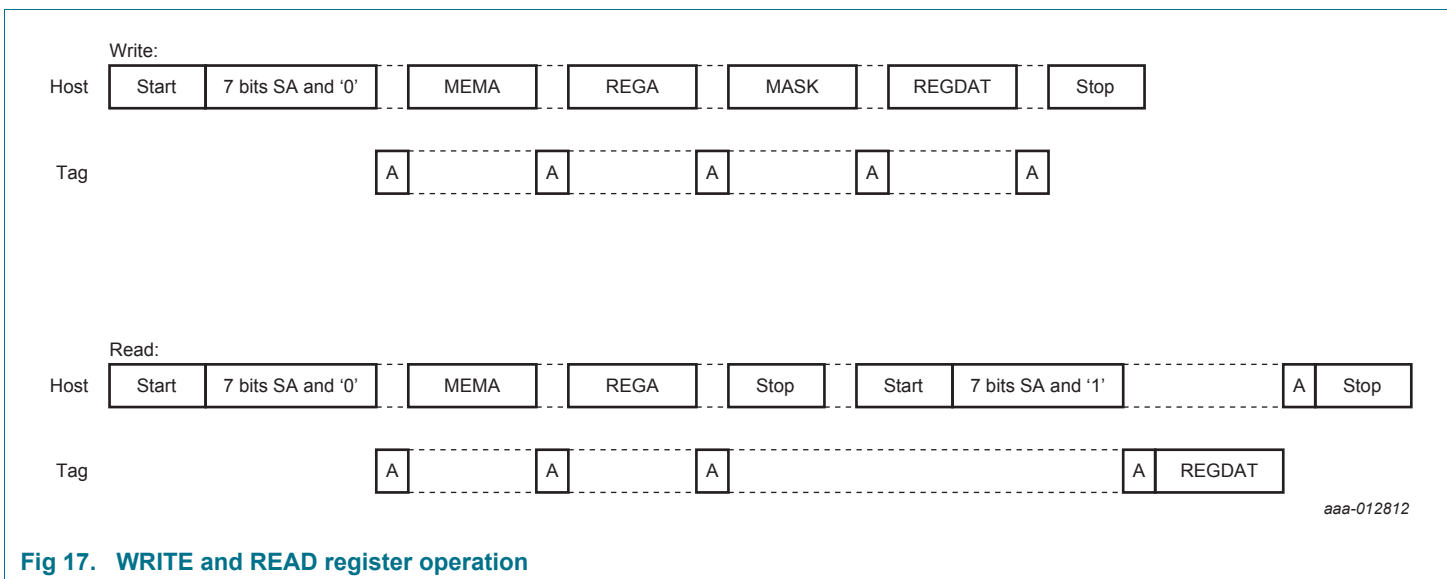 Write:
Host Start 7 bits SA and ‘0’ MEMA REGA MASK REGDAT Stop
Tag A A A A A
Read:
Host Start 7 bits SA and ‘0’ MEMA REGA Stop Start 7 bits SA and ‘1’ A Stop
Tag A A A A REGDAT
aaa-012812
Fig 17. WRITE and READ register operation